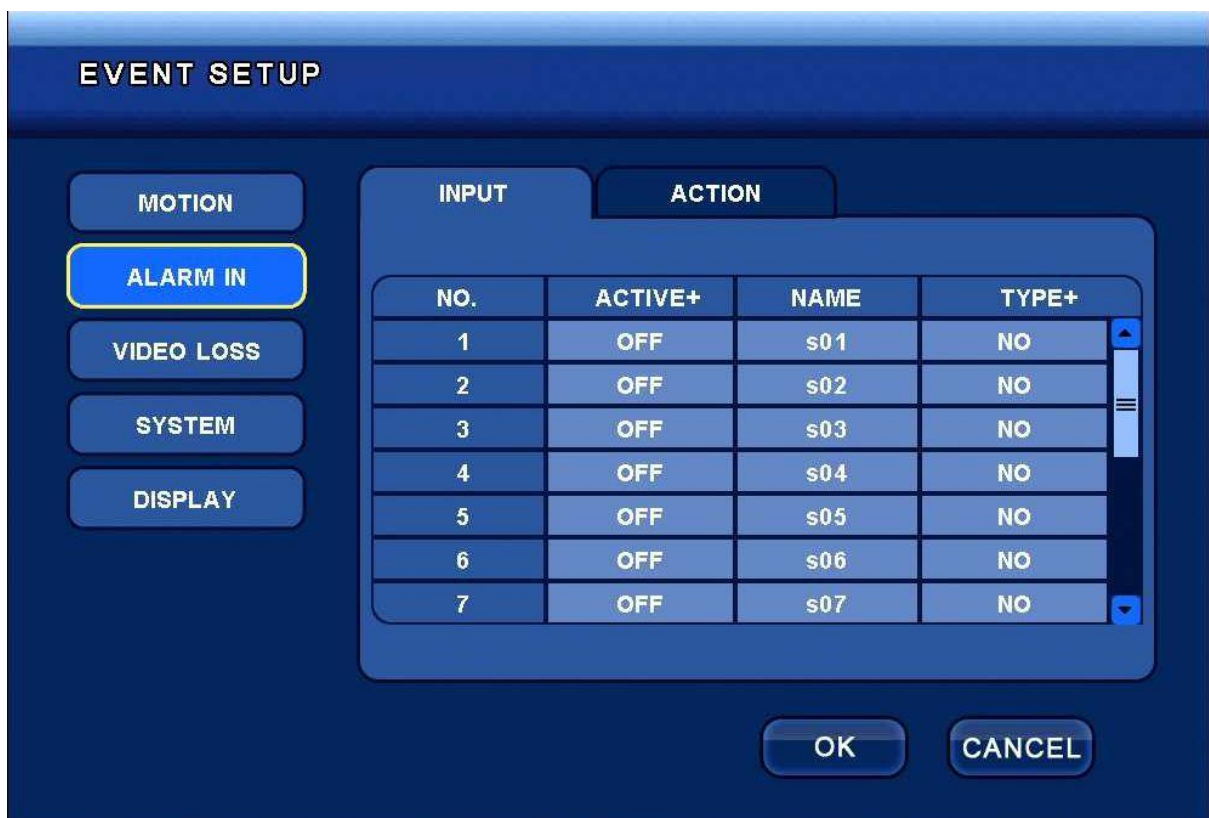 EVENT SETUP
MOTION
ALARM IN
VIDEO LOSS
SYSTEM
DISPLAY
INPUT ACTION
NO. ACTIVE+ NAME TYPE+
1 OFF s01 NO
2 OFF s02 NO
3 OFF s03 NO
4 OFF s04 NO
5 OFF s05 NO
6 OFF s06 NO
7 OFF s07 NO
OK CANCEL